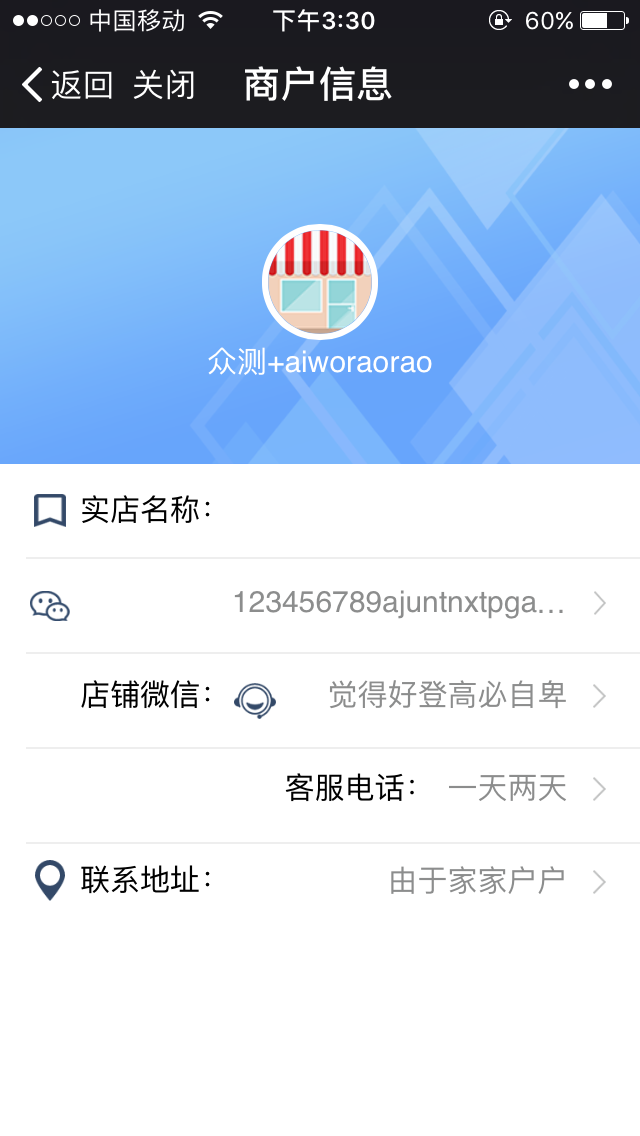 中国移动 下午3:30 60%
返回 关闭 商户信息
众测+aiworaorao
实店名称：
123456789ajuntnxtpga...
店铺微信： 觉得好登高必自卑
客服电话： 一天两天
联系地址： 由于家家户户